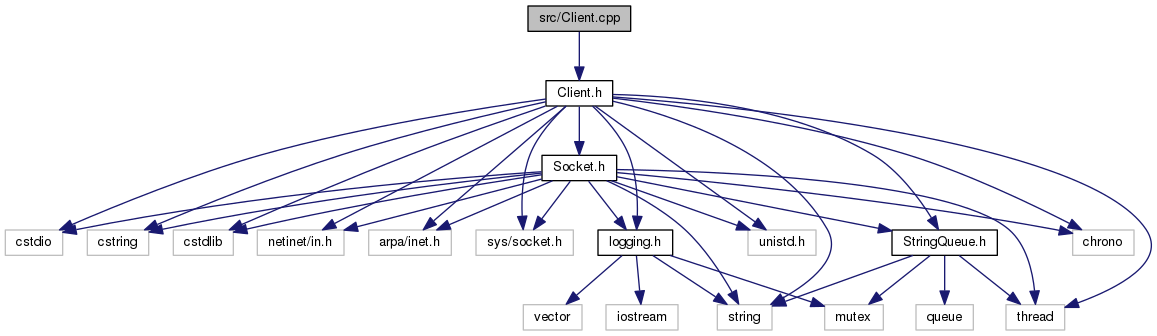 src/Client.cpp
Client.h
Socket.h
cstdio
cstring
cstdlib
netinet/in.h
arpa/inet.h
sys/socket.h
logging.h
unistd.h
StringQueue.h
chrono
vector
iostream
string
mutex
queue
thread